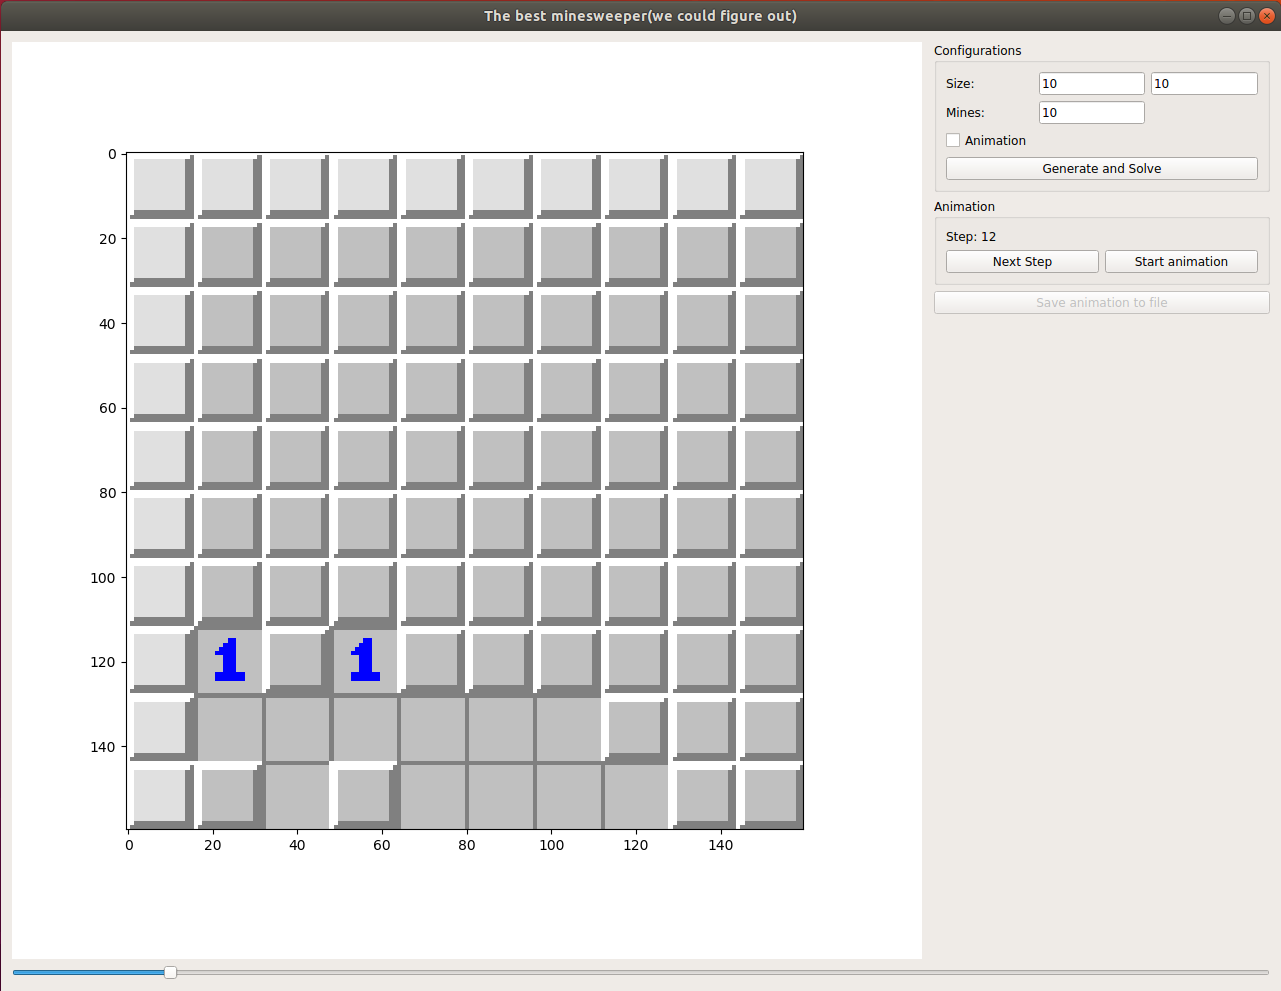 The best minesweeper(we could figure out)
Configurations
Size: 10 10
Mines: 10
Animation
Generate and Solve
Animation
Step: 12
Next Step Start animation
Save animation to file
0
20
40
60
80
100
120
140
1 1
0 20 40 60 80 100 120 140